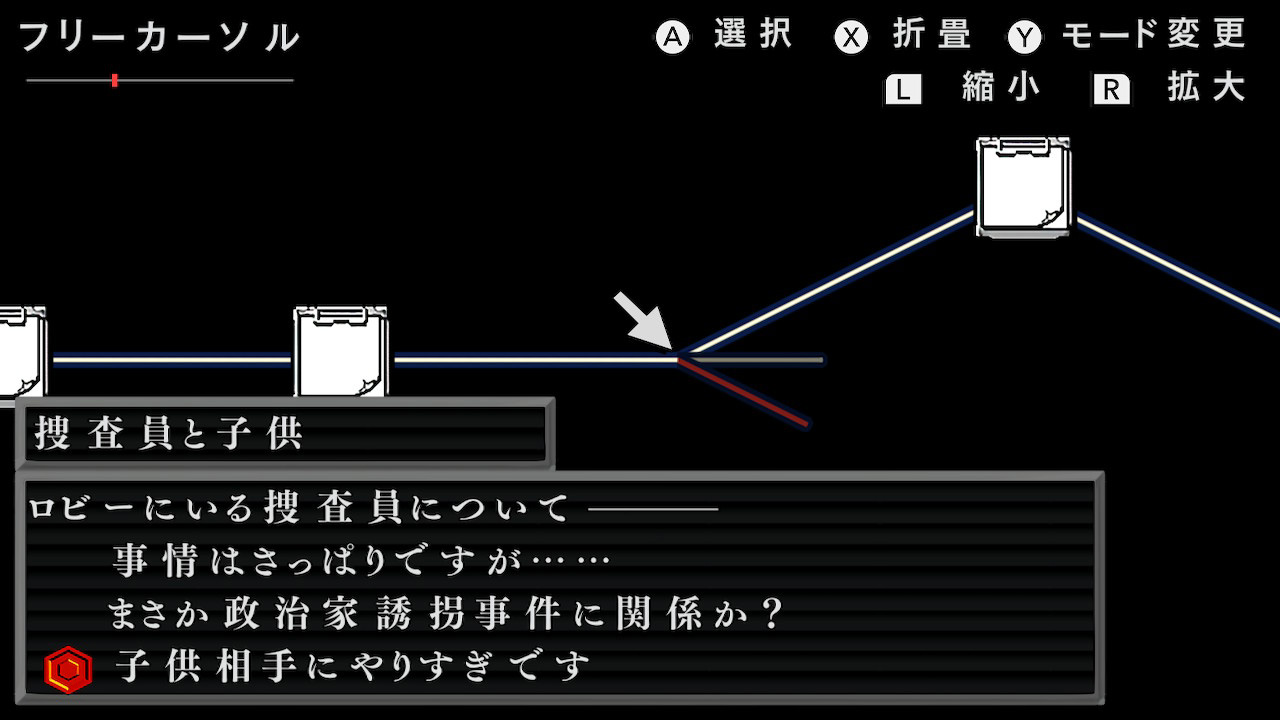 フリーカーソル
A 選択 X 折畳 Y モード変更
L 縮小 R 拡大
捜査員と子供
ロビーにいる捜査員について────
事情はさっぱりですが……
まさか政治家誘拐事件に関係か？
子供相手にやりすぎです